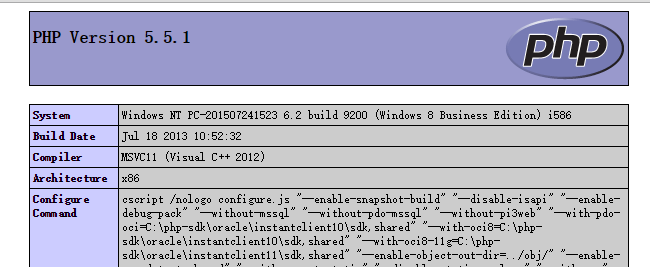 PHP Version 5.5.1
php
System Windows NT PC-201507241523 6.2 build 9200 (Windows 8 Business Edition) i586
Build Date Jul 18 2013 10:52:32
Compiler MSVC11 (Visual C++ 2012)
Architecture x86
Configure Command
cscript /nologo configure.js "--enable-snapshot-build" "--disable-isapi" "--enable-
debug-pack" "--without-mssql" "--without-pdo-mssql" "--without-pi3web" "--with-pdo-
oci=C:\php-sdk\oracle\instantclient10\sdk,shared" "--with-oci8=C:\php-
sdk\oracle\instantclient10\sdk,shared" "--with-oci8-11g=C:\php-
sdk\oracle\instantclient11\sdk,shared" "--enable-object-out-dir=../obj/" "--enable-